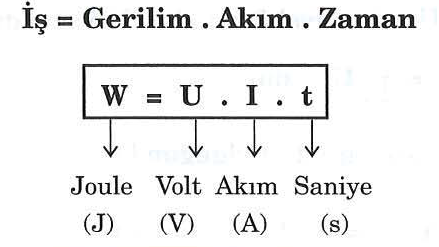 İş = Gerilim . Akım . Zaman
W = U . I . t
Joule Volt Akım Saniye
(J) (V) (A) (s)